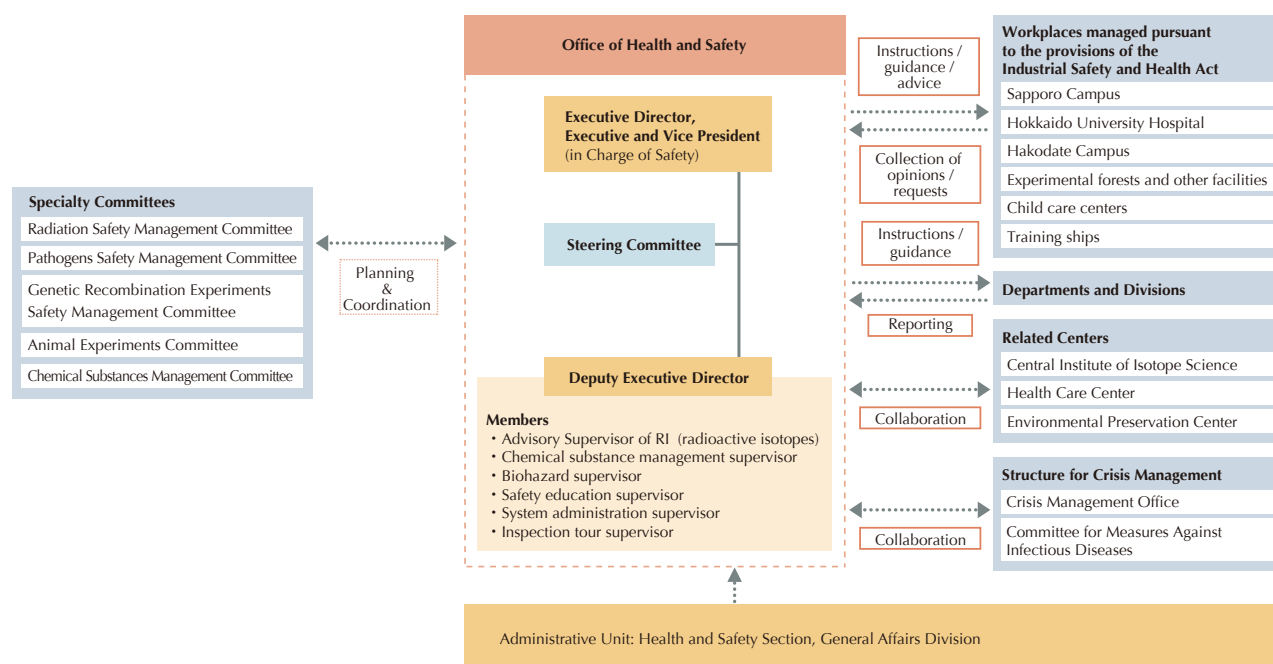 Specialty Committees
Radiation Safety Management Committee
Pathogens Safety Management Committee
Genetic Recombination Experiments
Safety Management Committee
Animal Experiments Committee
Chemical Substances Management Committee
Planning
&
Coordination
Office of Health and Safety
Executive Director,
Executive and Vice President
(in Charge of Safety)
Steering Committee
Deputy Executive Director
Members
・Advisory Supervisor of RI (radioactive isotopes)
・Chemical substance management supervisor
・Biohazard supervisor
・Safety education supervisor
・System administration supervisor
・Inspection tour supervisor
Instructions /
guidance /
advice
Collection of
opinions /
requests
Instructions /
guidance
Reporting
Collaboration
Collaboration
Workplaces managed pursuant
to the provisions of the
Industrial Safety and Health Act
Sapporo Campus
Hokkaido University Hospital
Hakodate Campus
Experimental forests and other facilities
Child care centers
Training ships
Departments and Divisions
Related Centers
Central Institute of Isotope Science
Health Care Center
Environmental Preservation Center
Structure for Crisis Management
Crisis Management Office
Committee for Measures Against
Infectious Diseases
Administrative Unit: Health and Safety Section, General Affairs Division